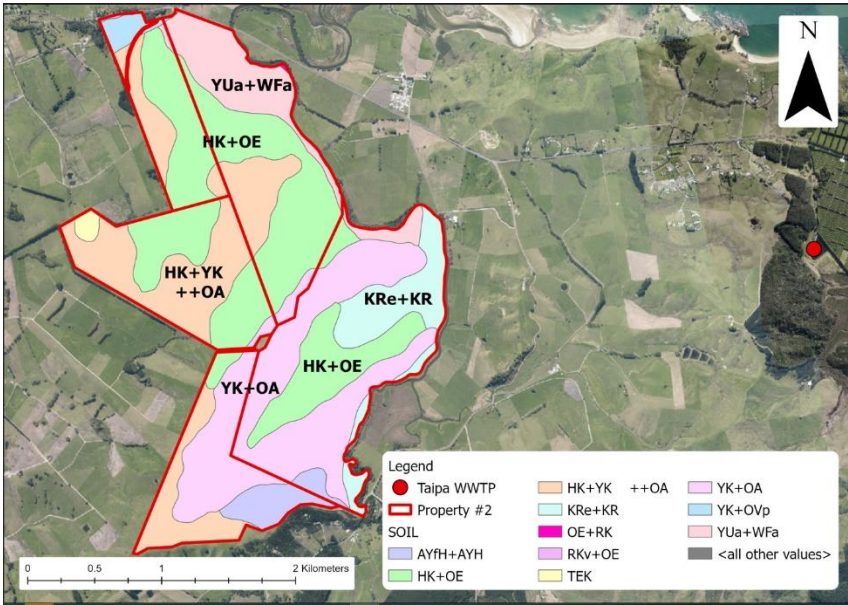 N
YUa+WFa
HK+OE
HK+YK
++OA
KRe+KR
HK+OE
YK+OA
Legend
Taipa WWTP
Property #2
SOIL
AYfH+AYH
HK+OE
HK+YK ++OA
KRe+KR
OE+RK
RKv+OE
TEK
YK+OA
YK+OVp
YUa+WFa
<all other values>
0 0.5 1 2 Kilometers